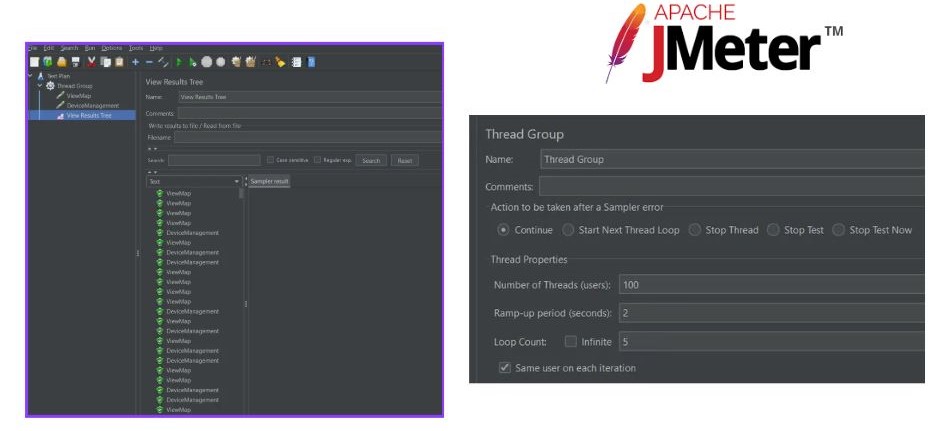 APACHE
JMeter™
File Edit Search Run Options Tools Help
Test Plan
Thread Group
ViewMap
DeviceManagement
View Results Tree
View Results Tree
Name: View Results Tree
Comments:
Write results to file / Read from file
Filename
Search: Case sensitive Regular exp. Search Reset
Text Sampler result
ViewMap
ViewMap
ViewMap
ViewMap
DeviceManagement
ViewMap
DeviceManagement
DeviceManagement
ViewMap
ViewMap
ViewMap
ViewMap
DeviceManagement
ViewMap
DeviceManagement
ViewMap
DeviceManagement
DeviceManagement
ViewMap
ViewMap
DeviceManagement
DeviceManagement
ViewMap
Thread Group
Name: Thread Group
Comments:
Action to be taken after a Sampler error
Continue Start Next Thread Loop Stop Thread Stop Test Stop Test Now
Thread Properties
Number of Threads (users): 100
Ramp-up period (seconds): 2
Loop Count: Infinite 5
Same user on each iteration